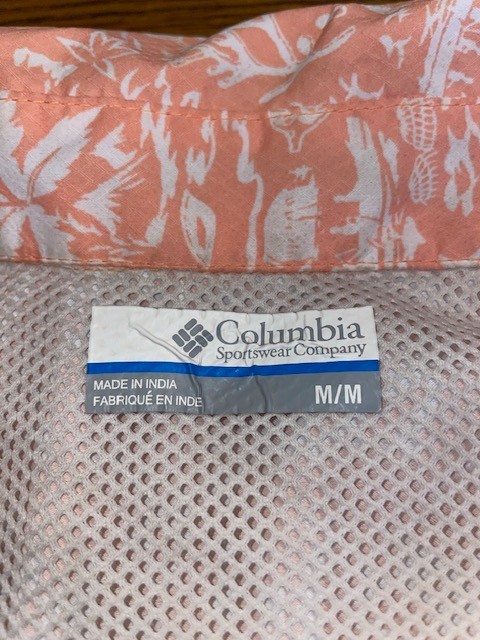 Columbia
Sportswear Company
MADE IN INDIA
FABRIQUÉ EN INDE
M/M